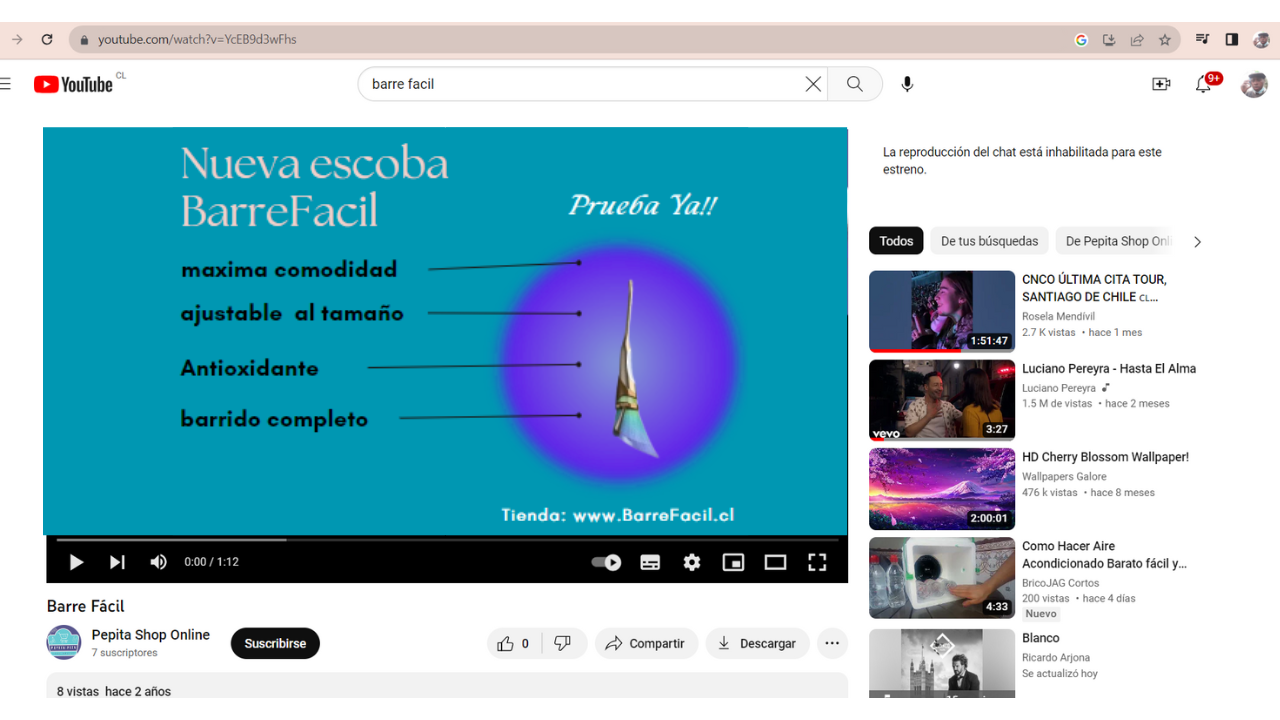 youtube.com/watch?v=YcEB9d3wFhs
YouTube CL
barre facil
9+
Nueva escoba
BarreFacil
Prueba Ya!!
maxima comodidad
ajustable al tamaño
Antioxidante
barrido completo
Tienda: www.BarreFacil.cl
0:00 / 1:12
Barre Fácil
Pepita Shop Online
7 suscriptores
Suscribirse
0
Compartir
Descargar
8 vistas hace 2 años
La reproducción del chat está inhabilitada para este
estreno.
Todos
De tus búsquedas
De Pepita Shop Onli
CNCO ÚLTIMA CITA TOUR,
SANTIAGO DE CHILE CL…
Rosela Mendívil
2.7 K vistas • hace 1 mes
1:51:47
Luciano Pereyra - Hasta El Alma
Luciano Pereyra
1.5 M de vistas • hace 2 meses
vevo
3:27
HD Cherry Blossom Wallpaper!
Wallpapers Galore
476 k vistas • hace 8 meses
2:00:01
Como Hacer Aire
Acondicionado Barato fácil y…
BricoJAG Cortos
200 vistas • hace 4 días
Nuevo
4:33
Blanco
Ricardo Arjona
Se actualizó hoy